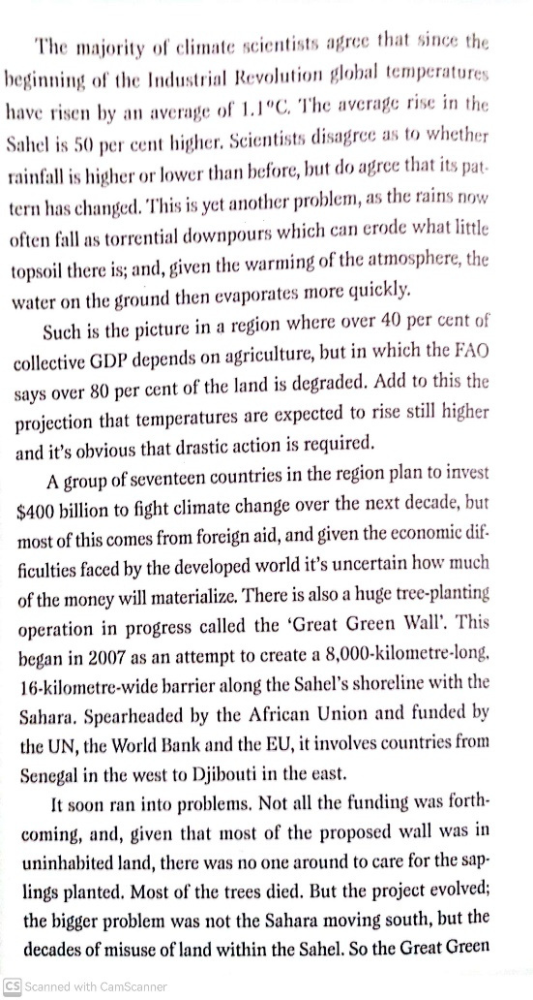 The majority of climate scientists agree that since the
beginning of the Industrial Revolution global temperatures
have risen by an average of 1.1°C. The average rise in the
Sahel is 50 per cent higher. Scientists disagree as to whether
rainfall is higher or lower than before, but do agree that its pat-
tern has changed. This is yet another problem, as the rains now
often fall as torrential downpours which can erode what little
topsoil there is; and, given the warming of the atmosphere, the
water on the ground then evaporates more quickly.
Such is the picture in a region where over 40 per cent of
collective GDP depends on agriculture, but in which the FAO
says over 80 per cent of the land is degraded. Add to this the
projection that temperatures are expected to rise still higher
and it's obvious that drastic action is required.
A group of seventeen countries in the region plan to invest
$400 billion to fight climate change over the next decade, but
most of this comes from foreign aid, and given the economic dif-
ficulties faced by the developed world it's uncertain how much
of the money will materialize. There is also a huge tree-planting
operation in progress called the 'Great Green Wall'. This
began in 2007 as an attempt to create a 8,000-kilometre-long,
16-kilometre-wide barrier along the Sahel's shoreline with the
Sahara. Spearheaded by the African Union and funded by
the UN, the World Bank and the EU, it involves countries from
Senegal in the west to Djibouti in the east.
It soon ran into problems. Not all the funding was forth-
coming, and, given that most of the proposed wall was in
uninhabited land, there was no one around to care for the sap-
lings planted. Most of the trees died. But the project evolved;
the bigger problem was not the Sahara moving south, but the
decades of misuse of land within the Sahel. So the Great Green
CS Scanned with CamScanner